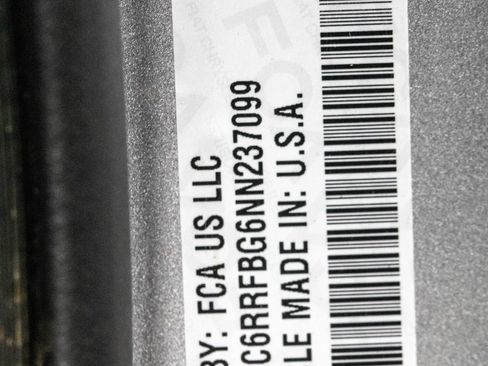 BY: FCA US LLC
C6RRFBG6NN237099
LE MADE IN: U.S.A.